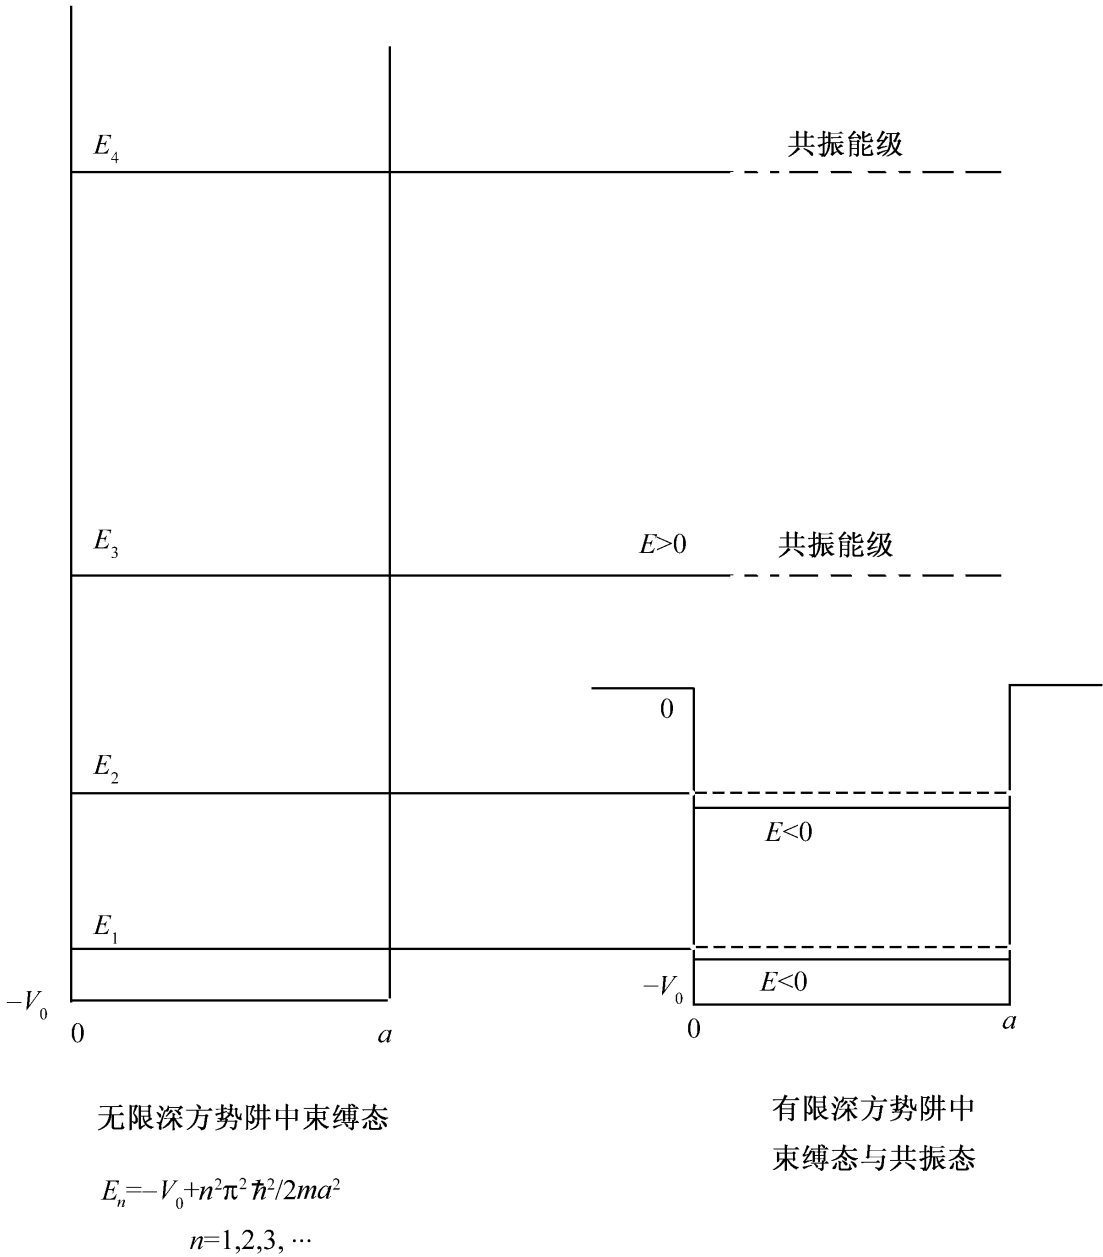 E₄
共振能级
E₃
E>0
共振能级
0
E₂
E<0
E₁
–V₀
–V₀
E<0
0
a
0
a
无限深方势阱中束缚态
有限深方势阱中
束缚态与共振态
Eₙ=–V₀+n²π²ℏ²/2ma²
n=1,2,3, ···